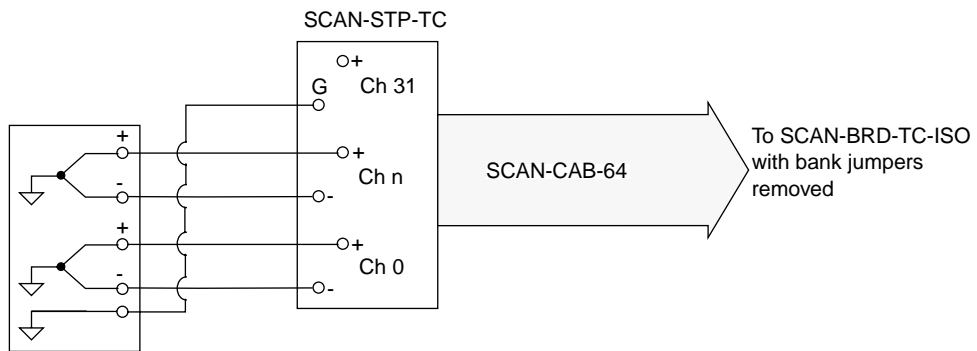 SCAN-STP-TC
+
Ch 31
G
+
Ch n
-
+
Ch 0
-
+
-
+
-
SCAN-CAB-64
To SCAN-BRD-TC-ISO
with bank jumpers
removed